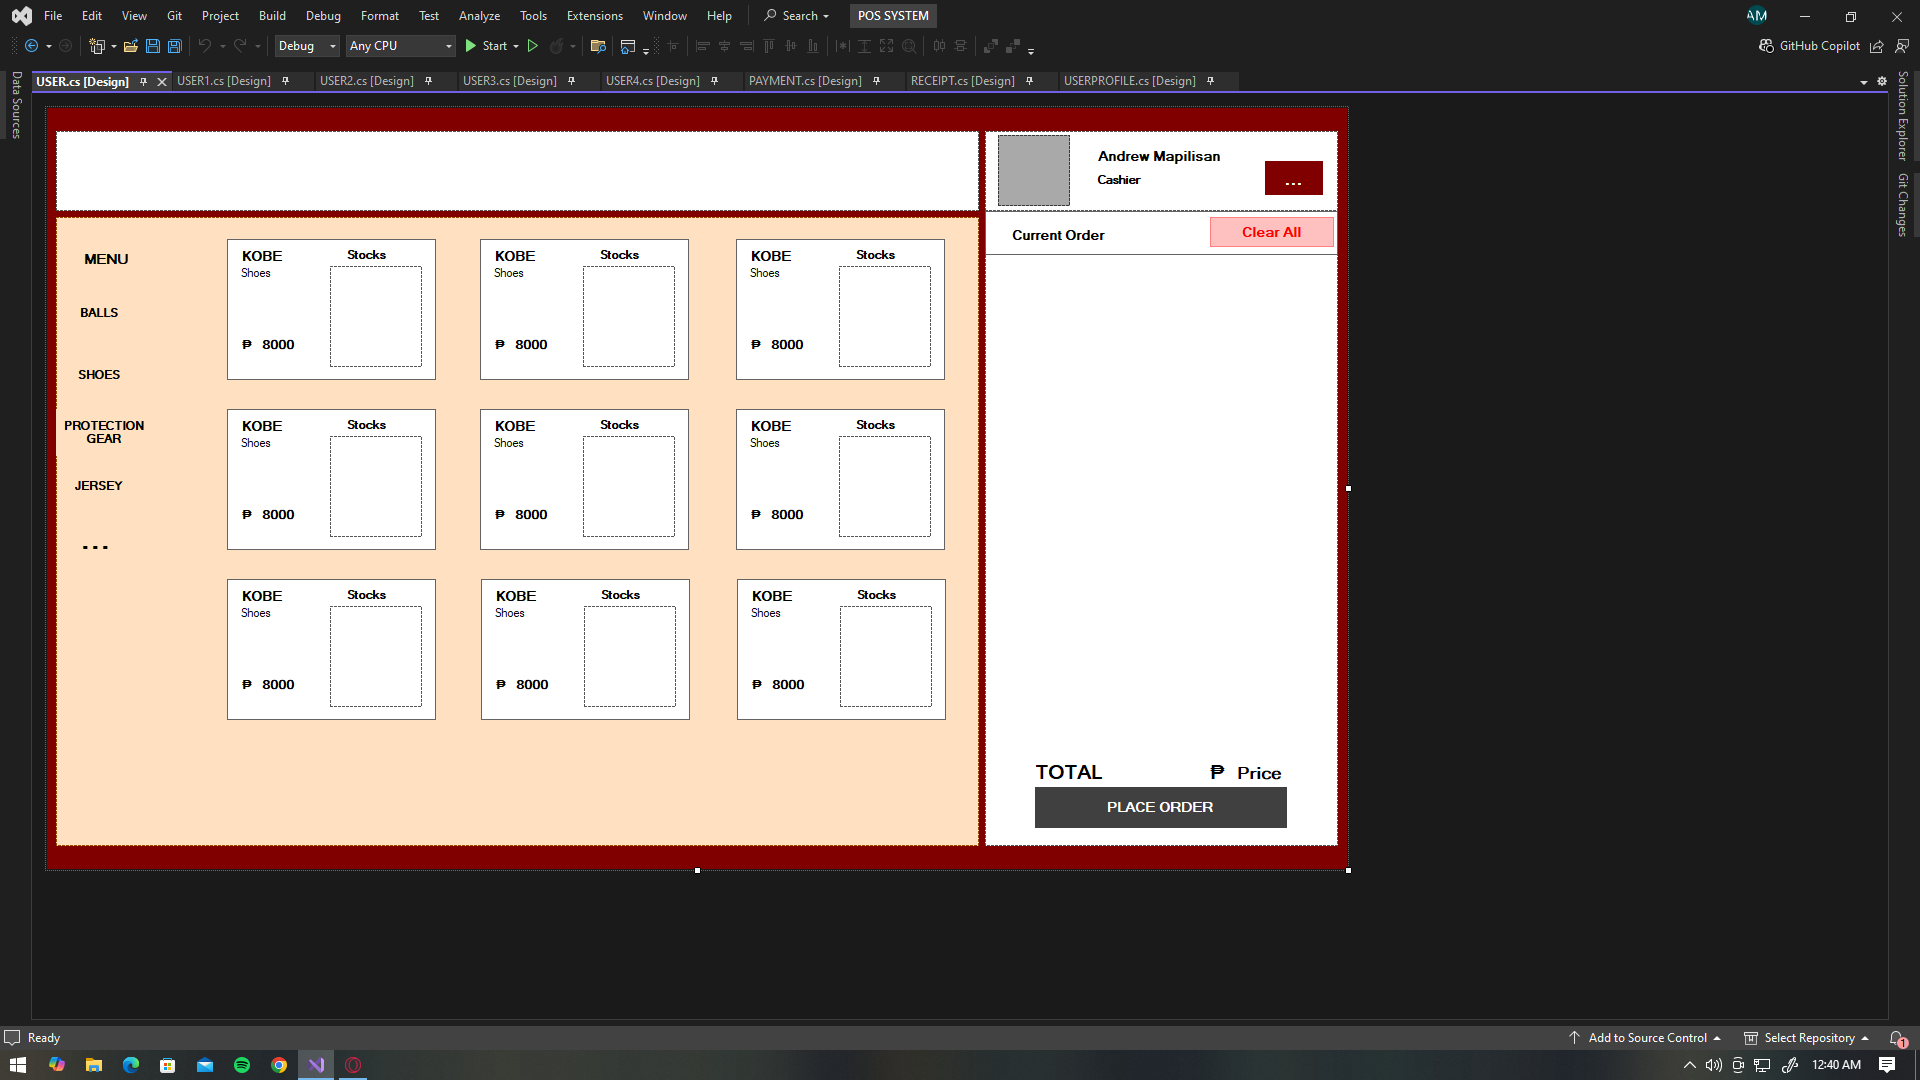 File Edit View Git Project Build Debug Format Test Analyze Tools Extensions Window Help Search POS SYSTEM AM
Debug Any CPU Start GitHub Copilot
USER.cs [Design] USER1.cs [Design] USER2.cs [Design] USER3.cs [Design] USER4.cs [Design] PAYMENT.cs [Design] RECEIPT.cs [Design] USERPROFILE.cs [Design]
Data Sources
Solution Explorer
Git Changes
Andrew Mapilisan
Cashier
...
Current Order Clear All
MENU
BALLS
SHOES
PROTECTION
GEAR
JERSEY
...
KOBE Stocks
Shoes
₱ 8000
KOBE Stocks
Shoes
₱ 8000
KOBE Stocks
Shoes
₱ 8000
KOBE Stocks
Shoes
₱ 8000
KOBE Stocks
Shoes
₱ 8000
KOBE Stocks
Shoes
₱ 8000
KOBE Stocks
Shoes
₱ 8000
KOBE Stocks
Shoes
₱ 8000
KOBE Stocks
Shoes
₱ 8000
TOTAL ₱ Price
PLACE ORDER
Ready Add to Source Control Select Repository 1
12:40 AM